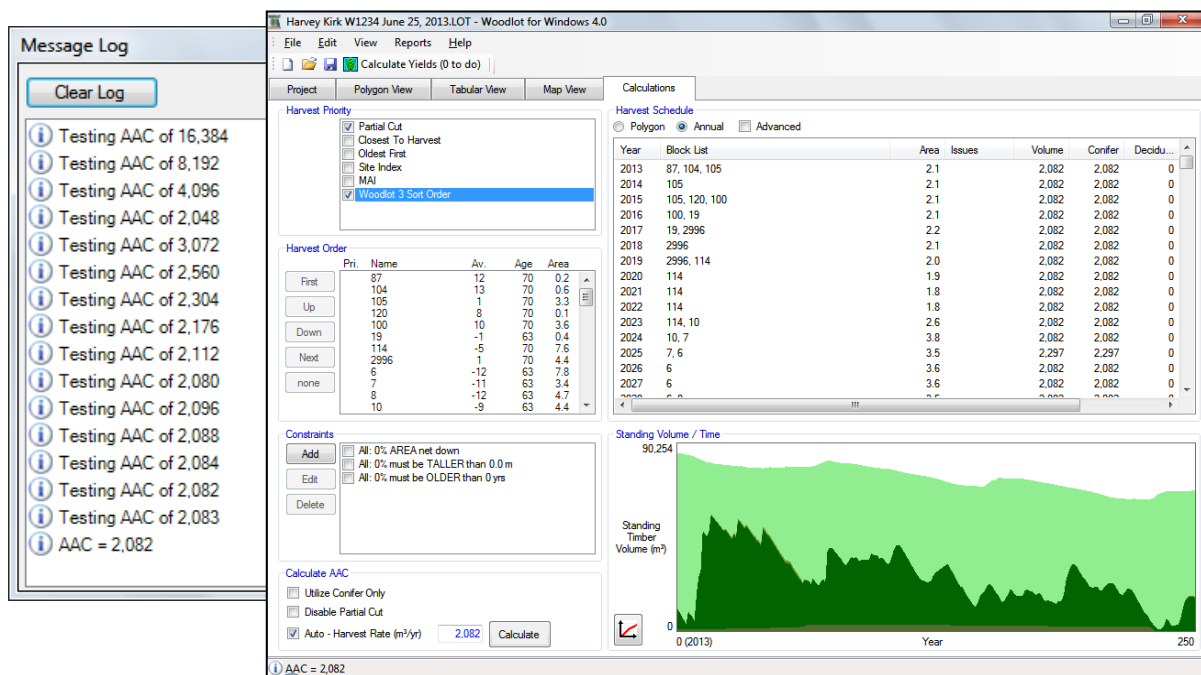 Message Log
Clear Log
Testing AAC of 16,384
Testing AAC of 8,192
Testing AAC of 4,096
Testing AAC of 2,048
Testing AAC of 3,072
Testing AAC of 2,560
Testing AAC of 2,304
Testing AAC of 2,176
Testing AAC of 2,112
Testing AAC of 2,080
Testing AAC of 2,096
Testing AAC of 2,088
Testing AAC of 2,084
Testing AAC of 2,082
Testing AAC of 2,083
AAC = 2,082
Harvey Kirk W1234 June 25, 2013.LOT - Woodlot for Windows 4.0
File Edit View Reports Help
Calculate Yields (0 to do)
Project Polygon View Tabular View Map View Calculations
Harvest Priority
Partial Cut
Closest To Harvest
Oldest First
Site Index
MAI
Woodlot 3 Sort Order
Harvest Order
Pri. Name Av. Age Area
First
Up
Down
Next
none
87 12 70 0.2
104 13 70 0.6
105 1 70 3.3
120 8 70 0.1
100 10 70 3.6
19 -1 63 0.4
114 -5 70 7.6
2996 1 70 4.4
6 -12 63 7.8
7 -11 63 3.4
8 -12 63 4.7
10 -9 63 4.4
Constraints
Add
Edit
Delete
All: 0% AREA net down
All: 0% must be TALLER than 0.0 m
All: 0% must be OLDER than 0 yrs
Calculate AAC
Utilize Conifer Only
Disable Partial Cut
Auto - Harvest Rate (m³/yr) 2,082 Calculate
AAC = 2,082
Harvest Schedule
Polygon Annual Advanced
Year Block List Area Issues Volume Conifer Decidu...
2013 87, 104, 105 2.1 2,082 2,082 0
2014 105 2.1 2,082 2,082 0
2015 105, 120, 100 2.1 2,082 2,082 0
2016 100, 19 2.1 2,082 2,082 0
2017 19, 2996 2.2 2,082 2,082 0
2018 2996 2.1 2,082 2,082 0
2019 2996, 114 2.0 2,082 2,082 0
2020 114 1.9 2,082 2,082 0
2021 114 1.8 2,082 2,082 0
2022 114 1.8 2,082 2,082 0
2023 114, 10 2.6 2,082 2,082 0
2024 10, 7 3.8 2,082 2,082 0
2025 7, 6 3.5 2,297 2,297 0
2026 6 3.6 2,082 2,082 0
2027 6 3.6 2,082 2,082 0
Standing Volume / Time
90,254
Standing
Timber
Volume (m³)
0
0 (2013) Year 250